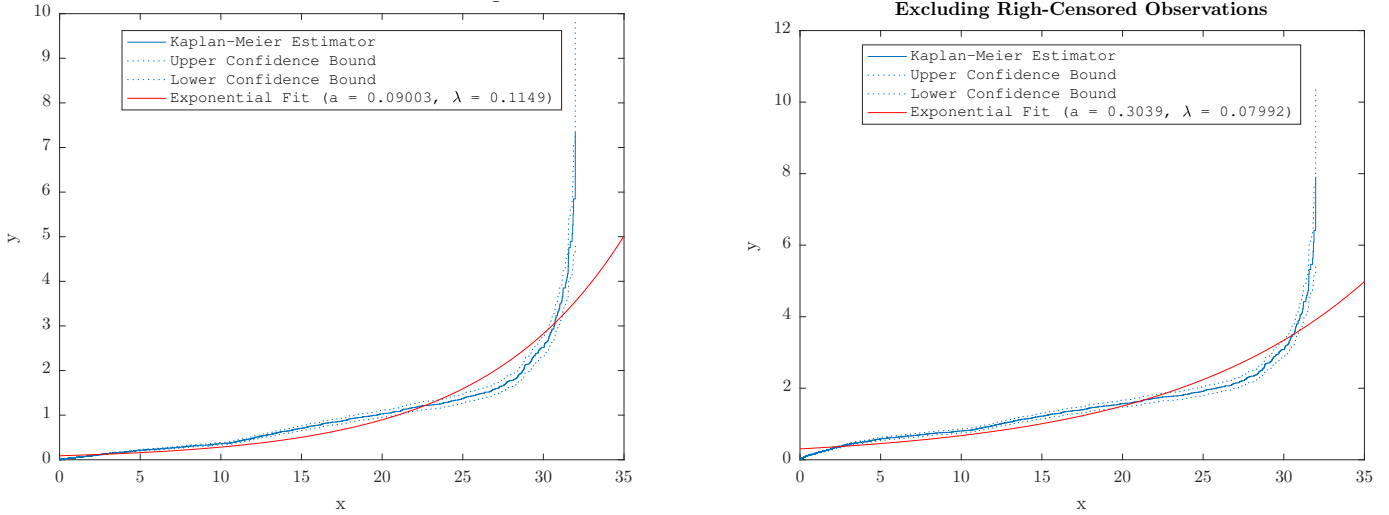 10
9
8
7
6
5
4
3
2
1
0
y
Kaplan-Meier Estimator
Upper Confidence Bound
Lower Confidence Bound
Exponential Fit (a = 0.09003, λ = 0.1149)
0 5 10 15 20 25 30 35
x
Excluding Righ-Censored Observations
12
10
8
6
4
2
0
y
Kaplan-Meier Estimator
Upper Confidence Bound
Lower Confidence Bound
Exponential Fit (a = 0.3039, λ = 0.07992)
0 5 10 15 20 25 30 35
x